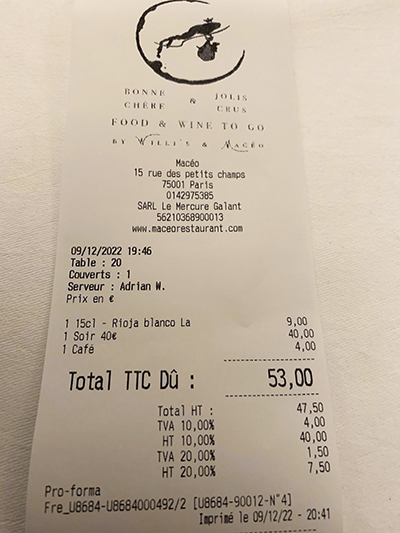 BONNE & JOLIS
CHÈRE CRUS
FOOD & WINE TO GO
BY WILLI'S & MACÉO
Macéo
15 rue des petits champs
75001 Paris
0142975385
SARL Le Mercure Galant
56210368900013
www.maceorestaurant.com
09/12/2022 19:46
Table : 20
Couverts : 1
Serveur : Adrian W.
Prix en €
1 15cl - Rioja blanco La 9,00
1 Soir 40€ 40,00
1 Café 4,00
Total TTC Dû : 53,00
Total HT : 47,50
TVA 10,00% 4,00
HT 10,00% 40,00
TVA 20,00% 1,50
HT 20,00% 7,50
Pro-forma
Fre_U8684-U8684000492/2 [U8684-90012-N°4]
Imprimé le 09/12/22 - 20:41